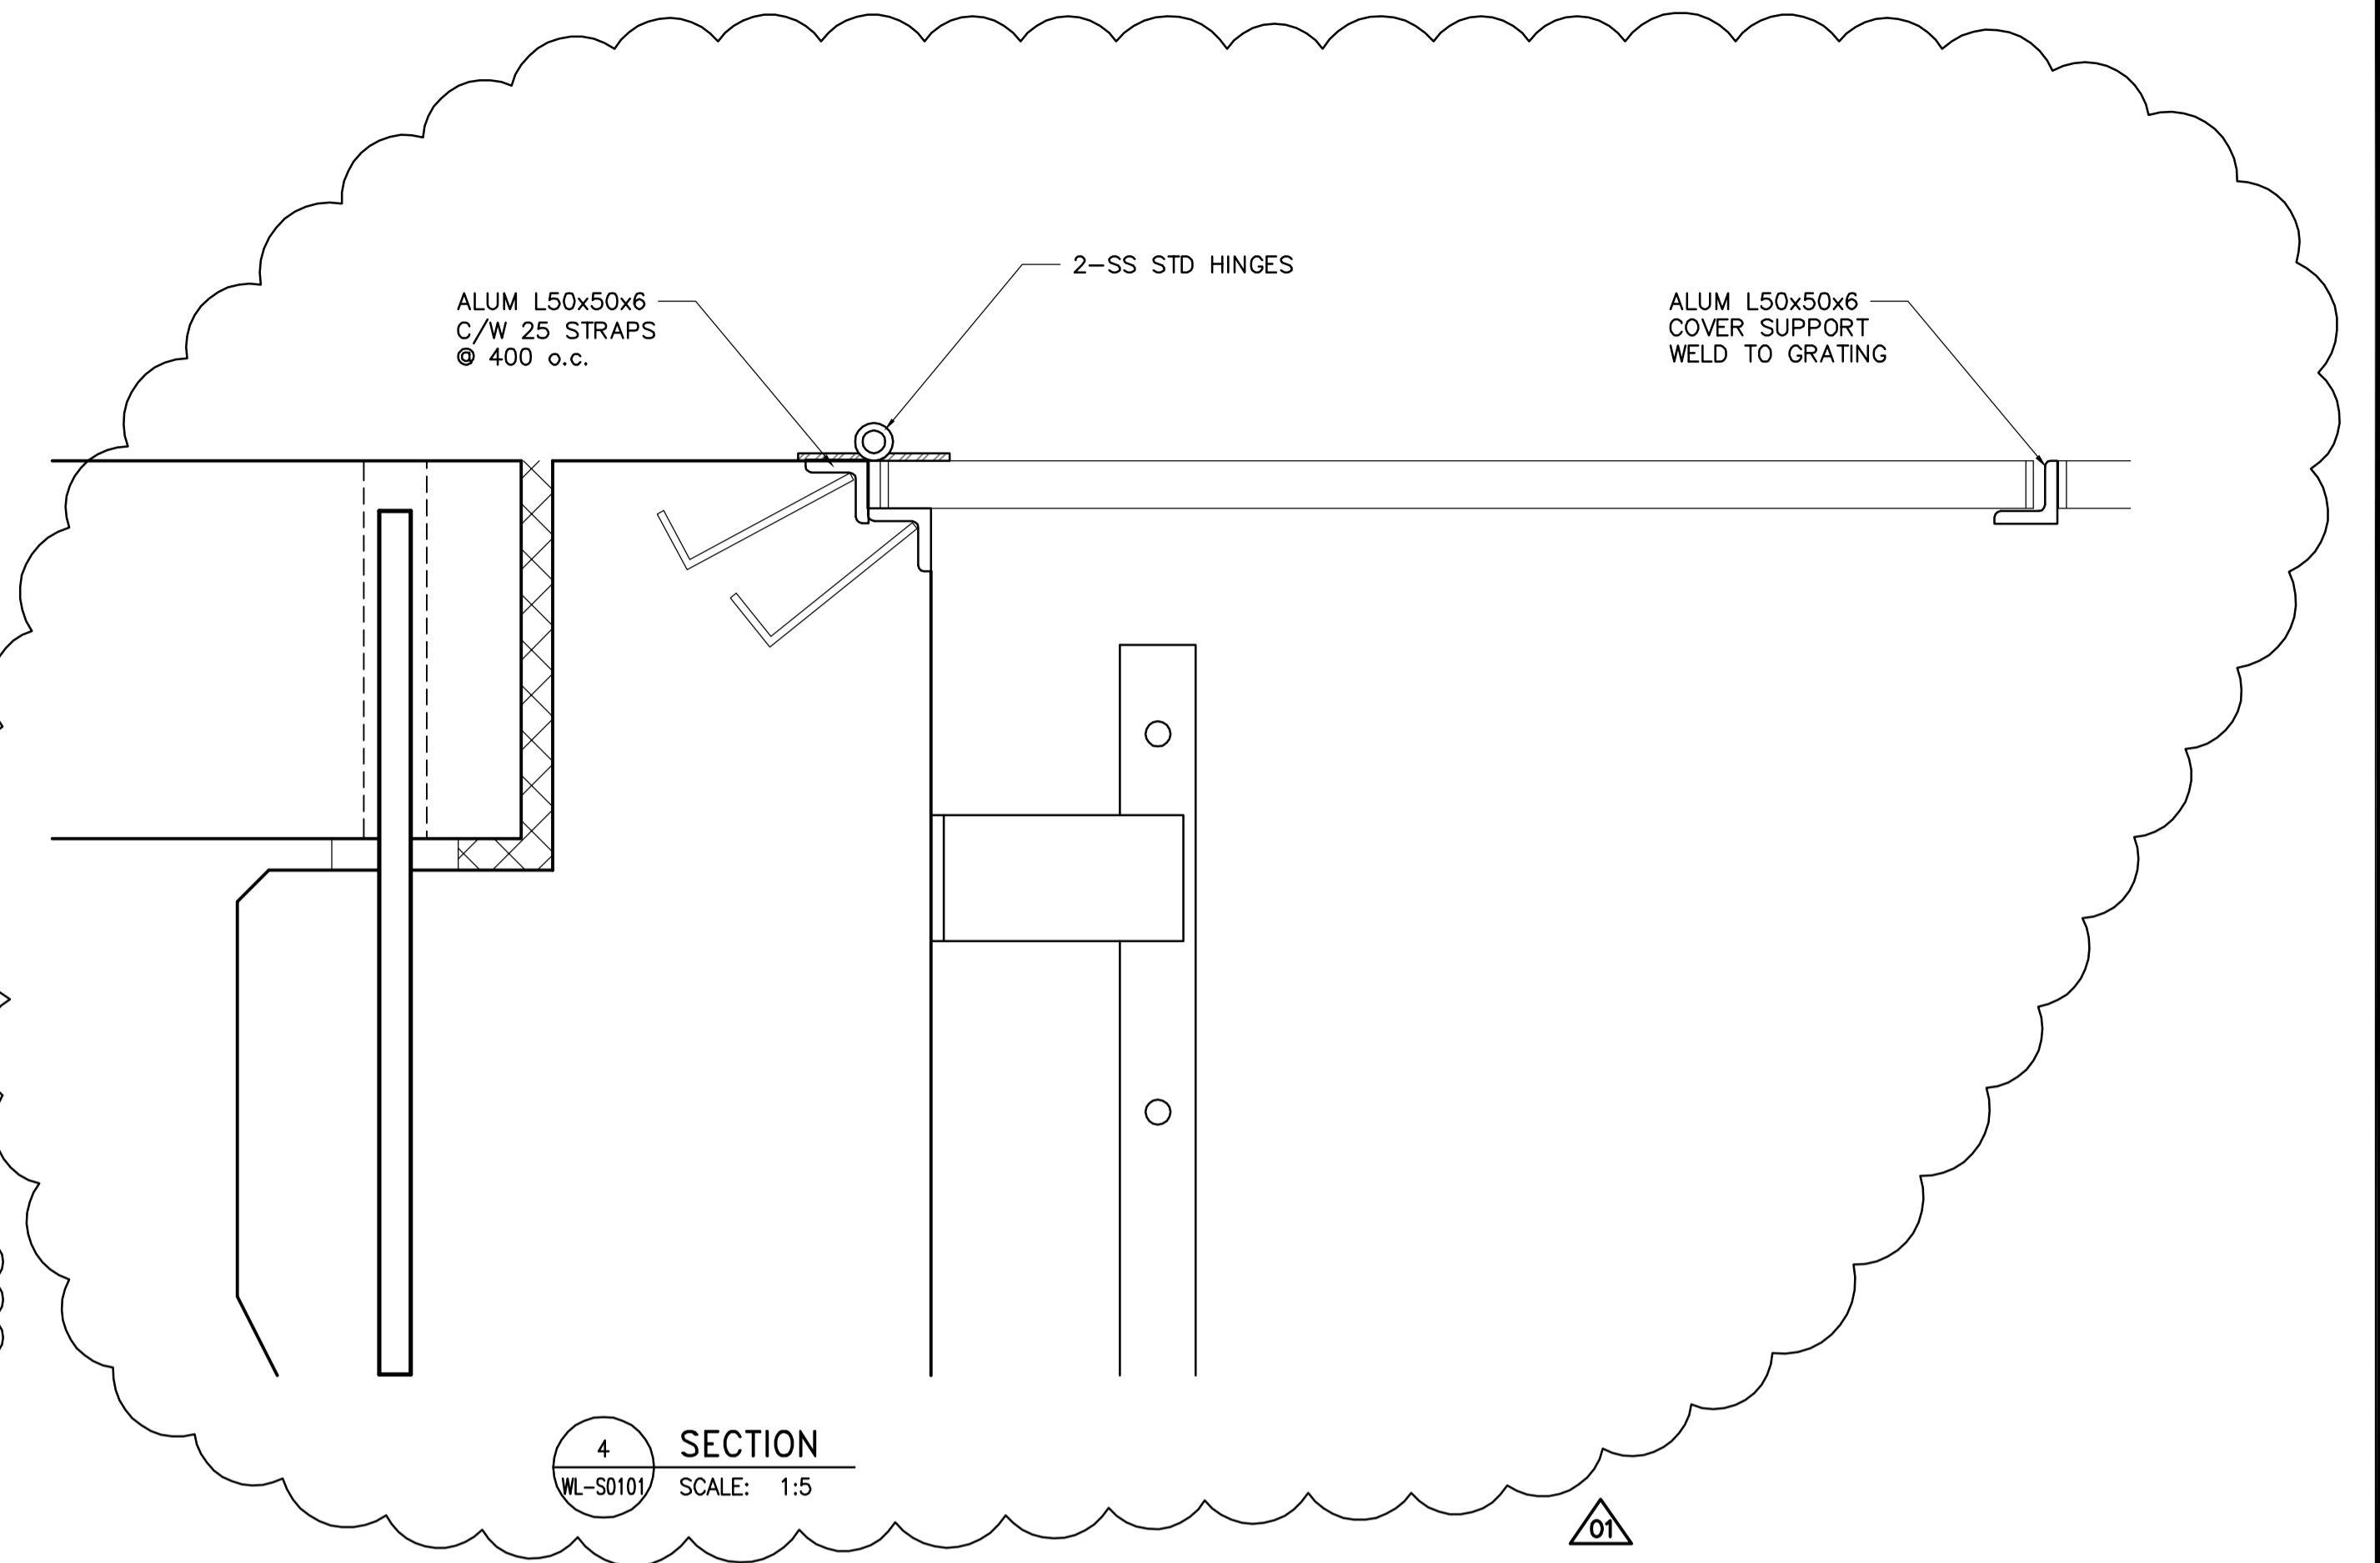 2-SS STD HINGES
ALUM L50x50x6
C/W 25 STRAPS
@ 400 o.c.
ALUM L50x50x6
COVER SUPPORT
WELD TO GRATING
4
SECTION
WL-S0101
SCALE: 1:5
01